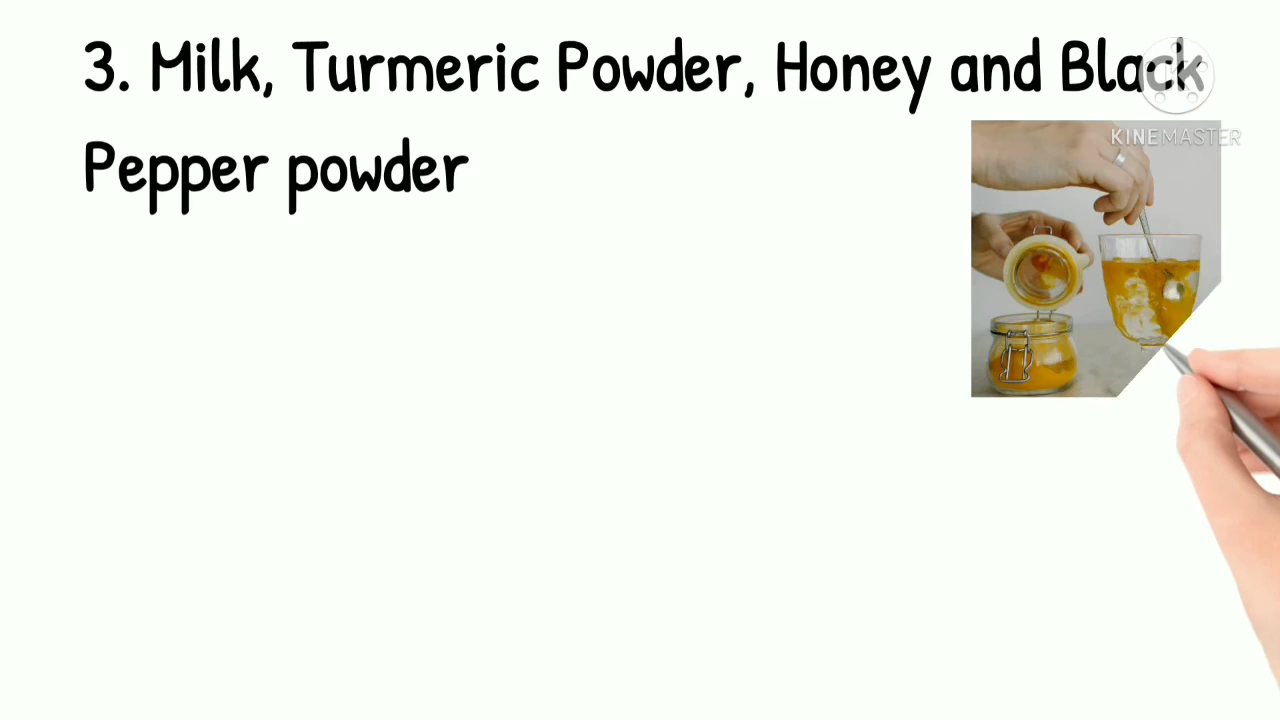 3. Milk, Turmeric Powder, Honey and Black
Pepper powder
KINEMASTER